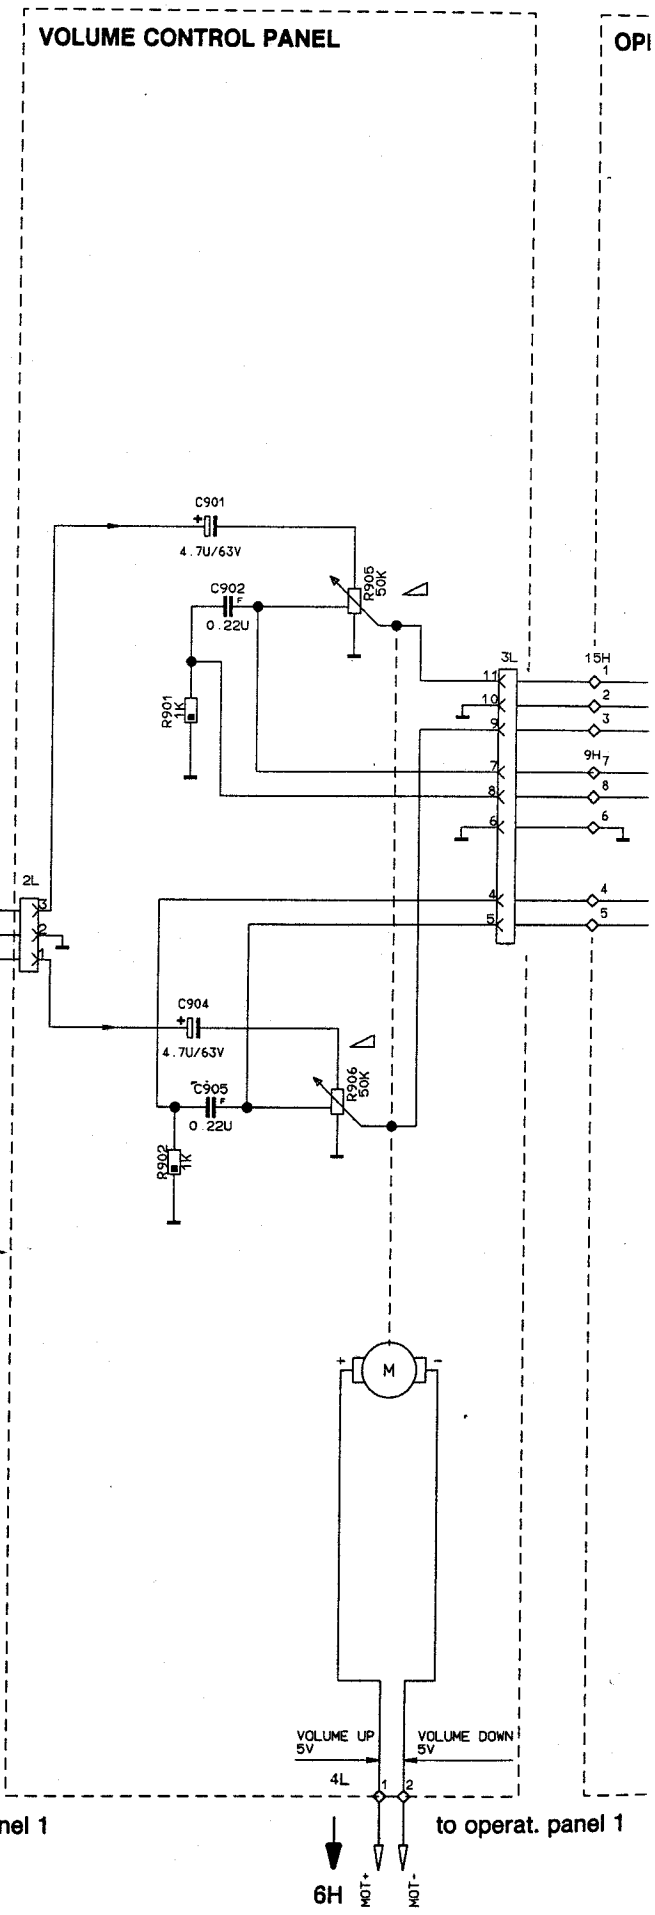 VOLUME CONTROL PANEL
C901
+
4.7U/63V
R905
50K
C902
F
0.22U
3L
15H
11
1
R901
1K
10
2
9
3
9H
7
7
8
8
6
6
2L
3
4
4
2
5
5
1
C904
+
4.7U/63V
R906
50K
C905
F
0.22U
R902
1K
+
M
-
VOLUME UP
5V
VOLUME DOWN
5V
4L
1
2
nel 1
to operat. panel 1
6H
MOT+
MOT-